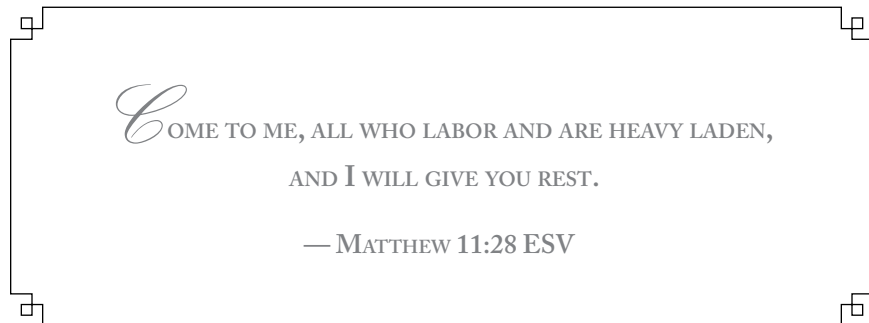 Come to me, all who labor and are heavy laden,
and I will give you rest.
— Matthew 11:28 ESV